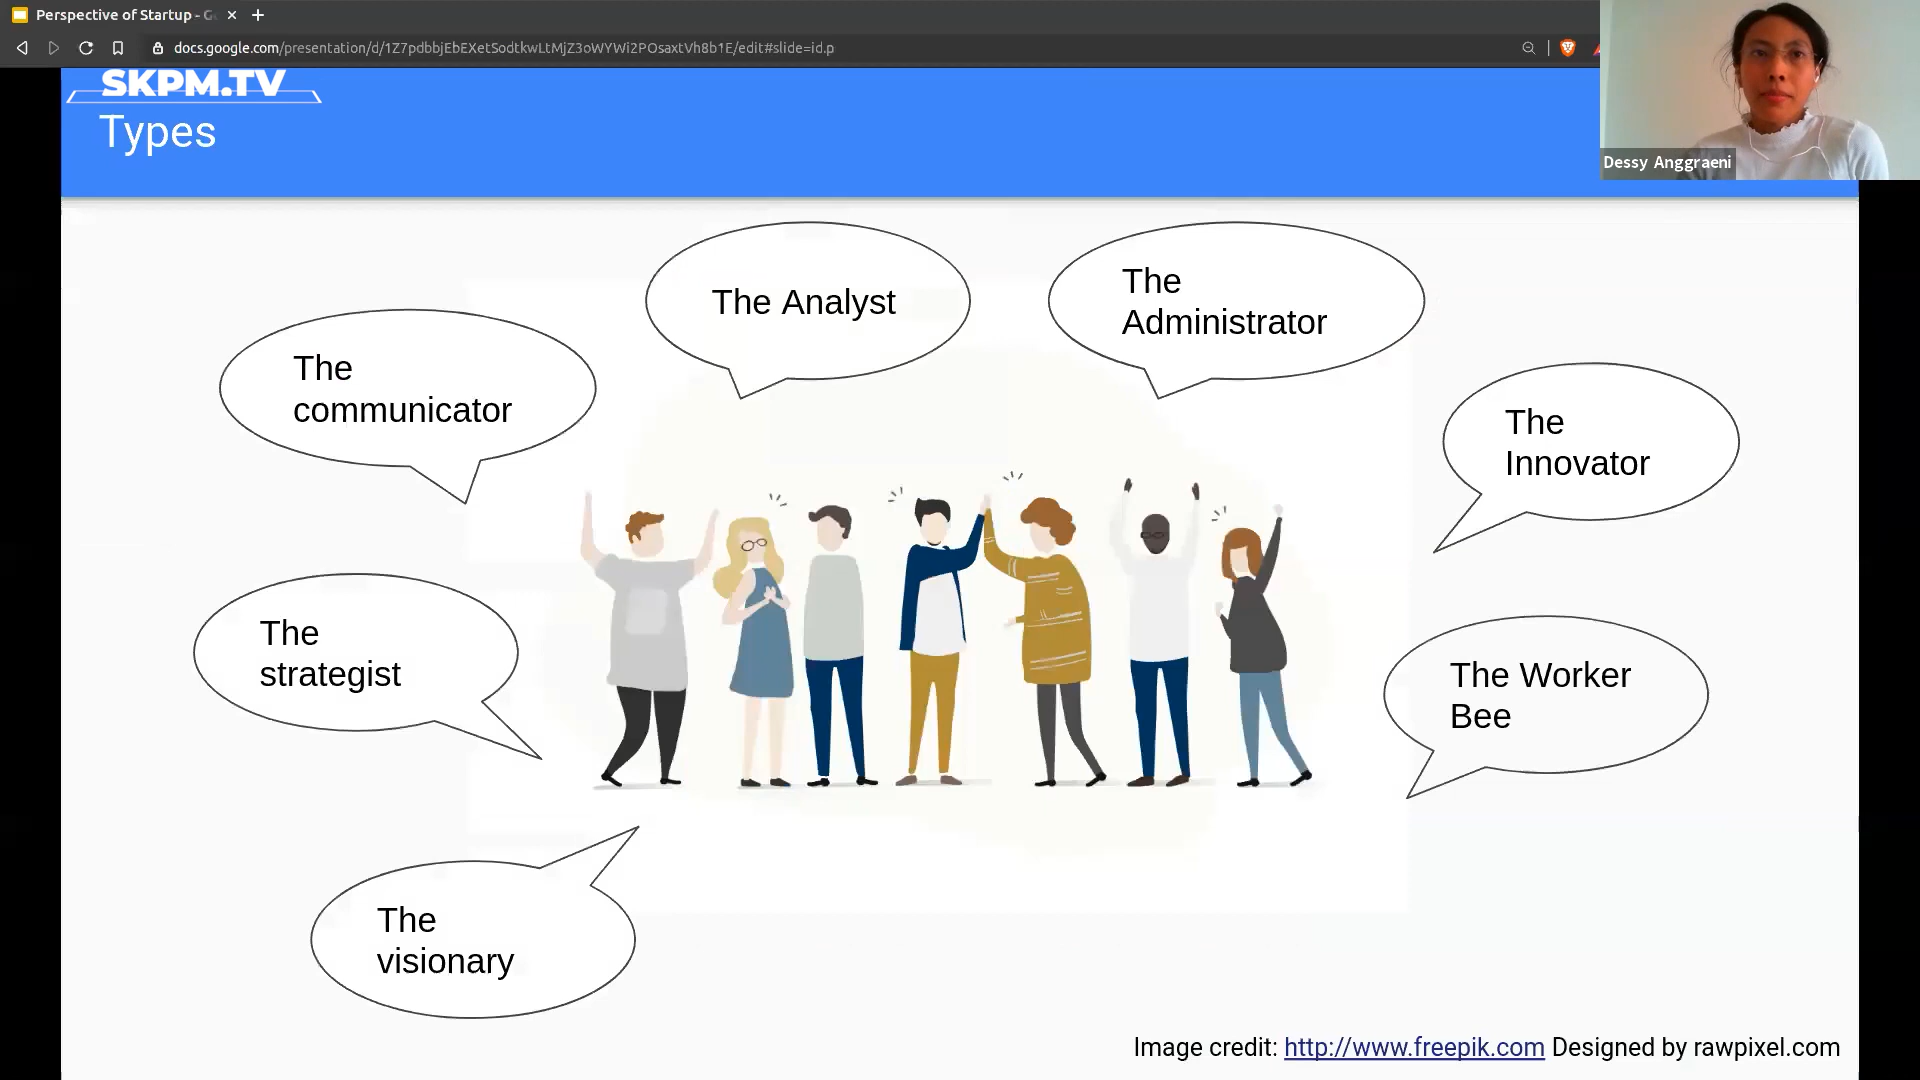 Perspective of Startup - G
docs.google.com/presentation/d/1Z7pdbbjEbEXetSodtkwLtMjZ3oWYWi2POsaxtVh8b1E/edit#slide=id.p
SKPM.TV
Types
Dessy Anggraeni
The Analyst
The
Administrator
The
communicator
The
Innovator
The
strategist
The Worker
Bee
The
visionary
Image credit: http://www.freepik.com Designed by rawpixel.com